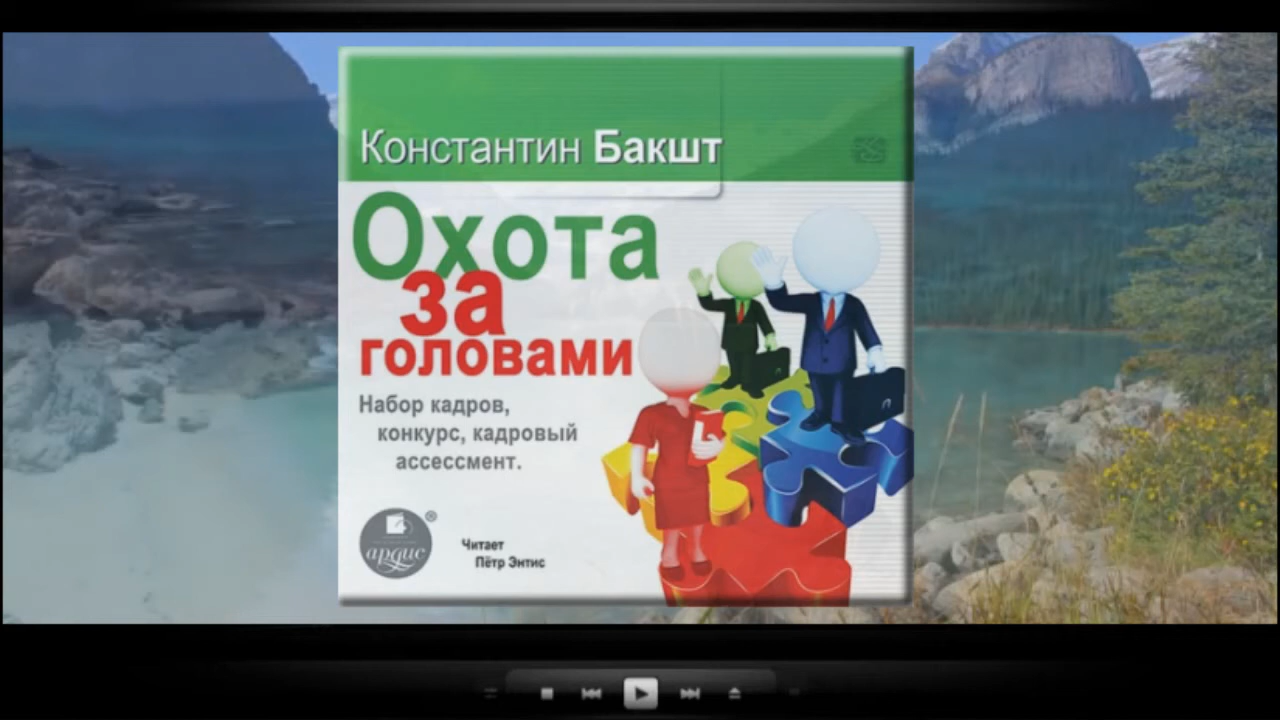 Константин Бакшт
Охота
за
головами
Набор кадров,
конкурс, кадровый
ассессмент.
ардис
®
Читает
Пётр Энтис